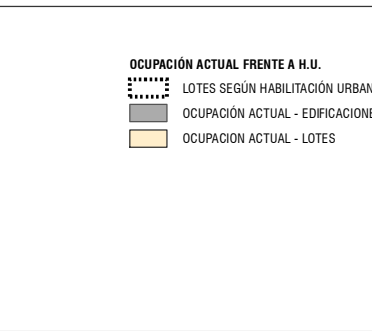 OCUPACIÓN ACTUAL FRENTE A H.U.
LOTES SEGÚN HABILITACIÓN URBAN
OCUPACIÓN ACTUAL - EDIFICACIONE
OCUPACION ACTUAL - LOTES